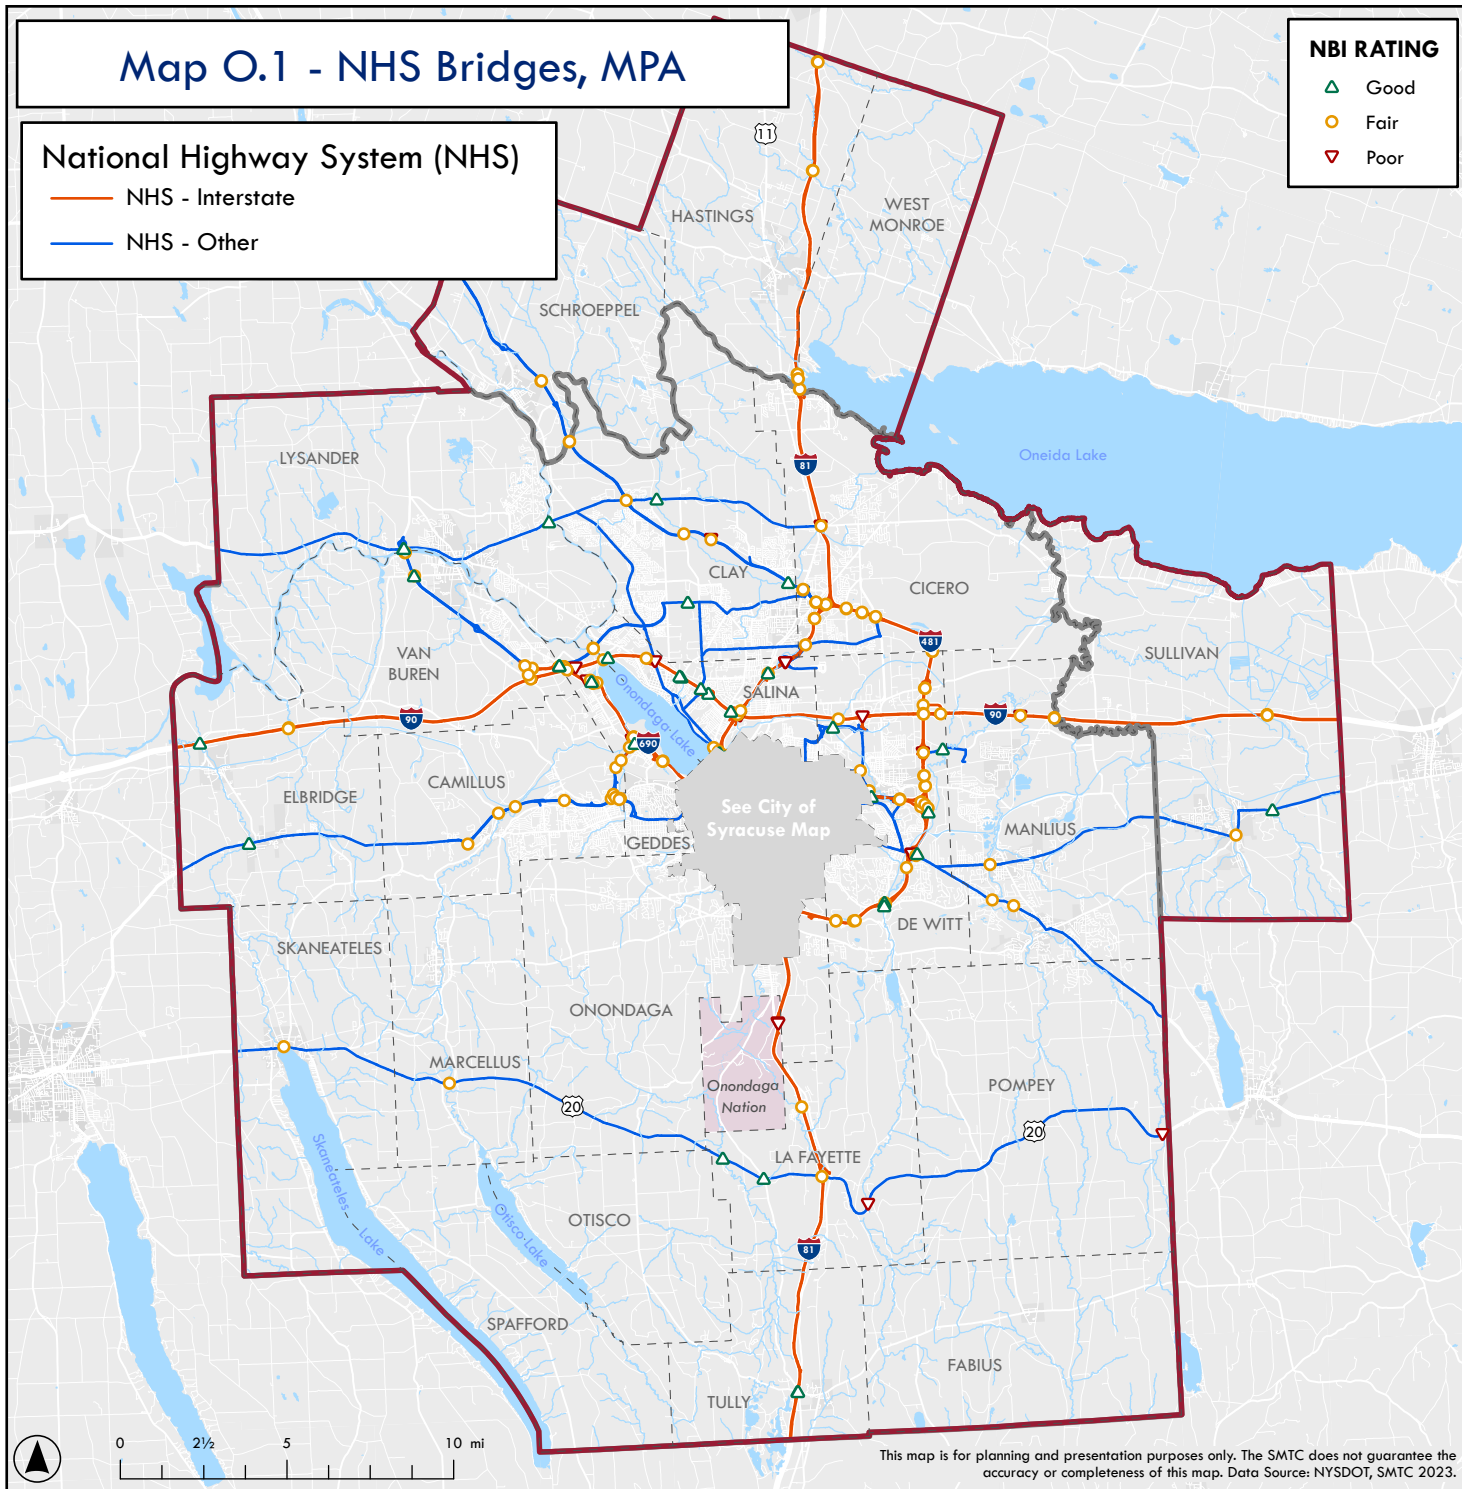 Map O.1 - NHS Bridges, MPA
NBI RATING
Good
Fair
Poor
National Highway System (NHS)
NHS - Interstate
NHS - Other
11
HASTINGS
WEST
MONROE
SCHROEPPEL
LYSANDER
81
Oneida Lake
CLAY
CICERO
481
VAN
BUREN
SULLIVAN
Onondaga Lake
SALINA
90
90
690
CAMILLUS
ELBRIDGE
See City of
Syracuse Map
MANLIUS
GEDDES
DE WITT
SKANEATELES
ONONDAGA
MARCELLUS
Onondaga
Nation
POMPEY
20
20
Skaneateles Lake
LA FAYETTE
Otisco Lake
OTISCO
81
SPAFFORD
FABIUS
TULLY
0 2½ 5 10 mi
This map is for planning and presentation purposes only. The SMTC does not guarantee the
accuracy or completeness of this map. Data Source: NYSDOT, SMTC 2023.